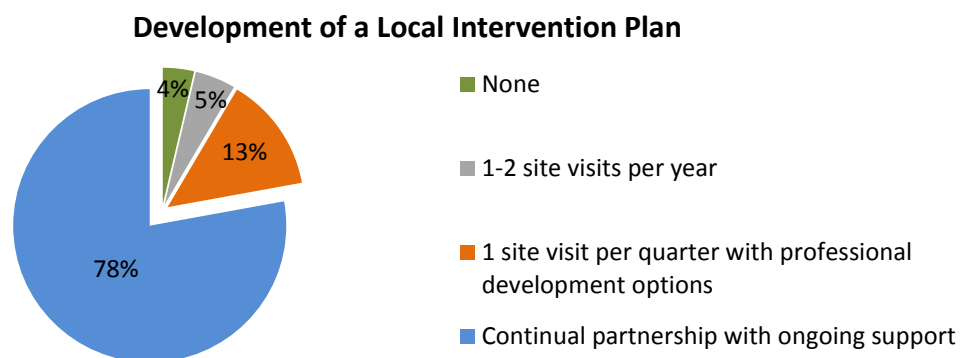 Development of a Local Intervention Plan
4%
5%
13%
78%
None
1-2 site visits per year
1 site visit per quarter with professional
development options
Continual partnership with ongoing support